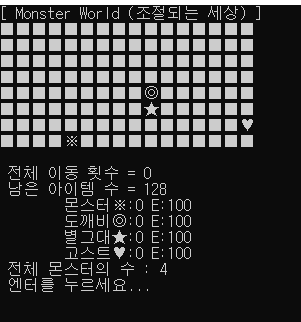 [ Monster World (조절되는 세상) ]
■■■■■■■■■■■■■■■■
■■■■■■■■■■■■■■■■
■■■■■■■■■■■■■■■■
■■■■■■■■■■■■■■■■
■■■■■■■■■◎■■■■■■
■■■■■■■■■★■■■■■■
■■■■■■■■■■■■■■■♥
■■■■※■■■■■■■■■■■
전체 이동 횟수 = 0
남은 아이템 수 = 128
몬스터※:0 E:100
도깨비◎:0 E:100
별그대★:0 E:100
고스트♥:0 E:100
전체 몬스터의 수 : 4
엔터를 누르세요...